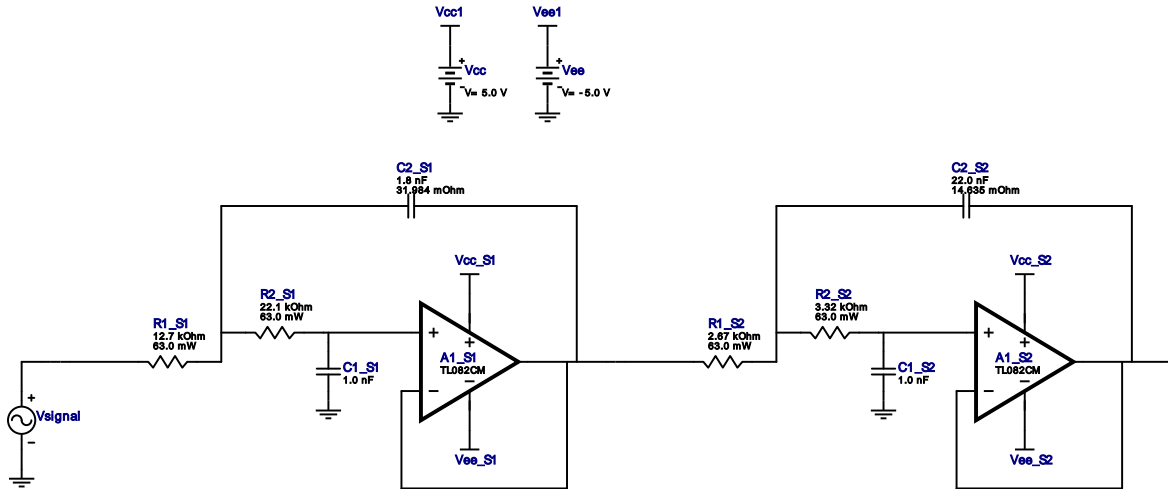 Vcc1
Vee1
+
Vcc
V= 5.0 V
−
+
Vee
V= -5.0 V
−
C2_S1
1.8 nF
31.984 mOhm
C2_S2
22.0 nF
14.635 mOhm
Vcc_S1
Vcc_S2
R2_S1
22.1 kOhm
63.0 mW
R2_S2
3.32 kOhm
63.0 mW
R1_S1
12.7 kOhm
63.0 mW
R1_S2
2.67 kOhm
63.0 mW
+
+
A1_S1
TL082CM
−
−
+
+
A1_S2
TL082CM
−
−
C1_S1
1.0 nF
C1_S2
1.0 nF
+
Vsignal
−
Vee_S1
Vee_S2